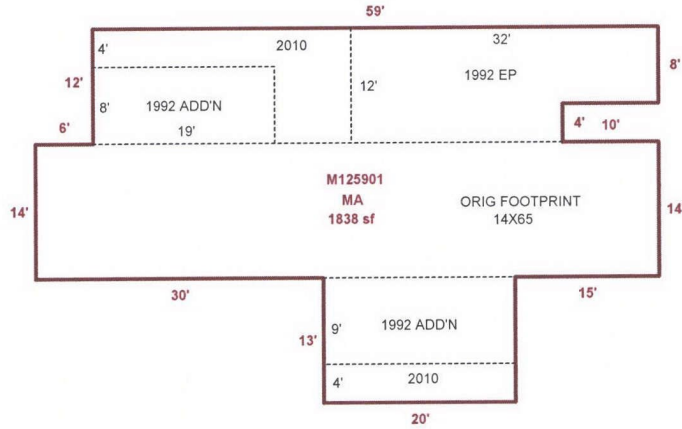 59'
4'
2010
32'
8'
12'
1992 EP
12'
8'
1992 ADD'N
19'
6'
4'
10'
14'
M125901
MA
1838 sf
ORIG FOOTPRINT
14X65
14
30'
15'
13'
9'
1992 ADD'N
4'
2010
20'